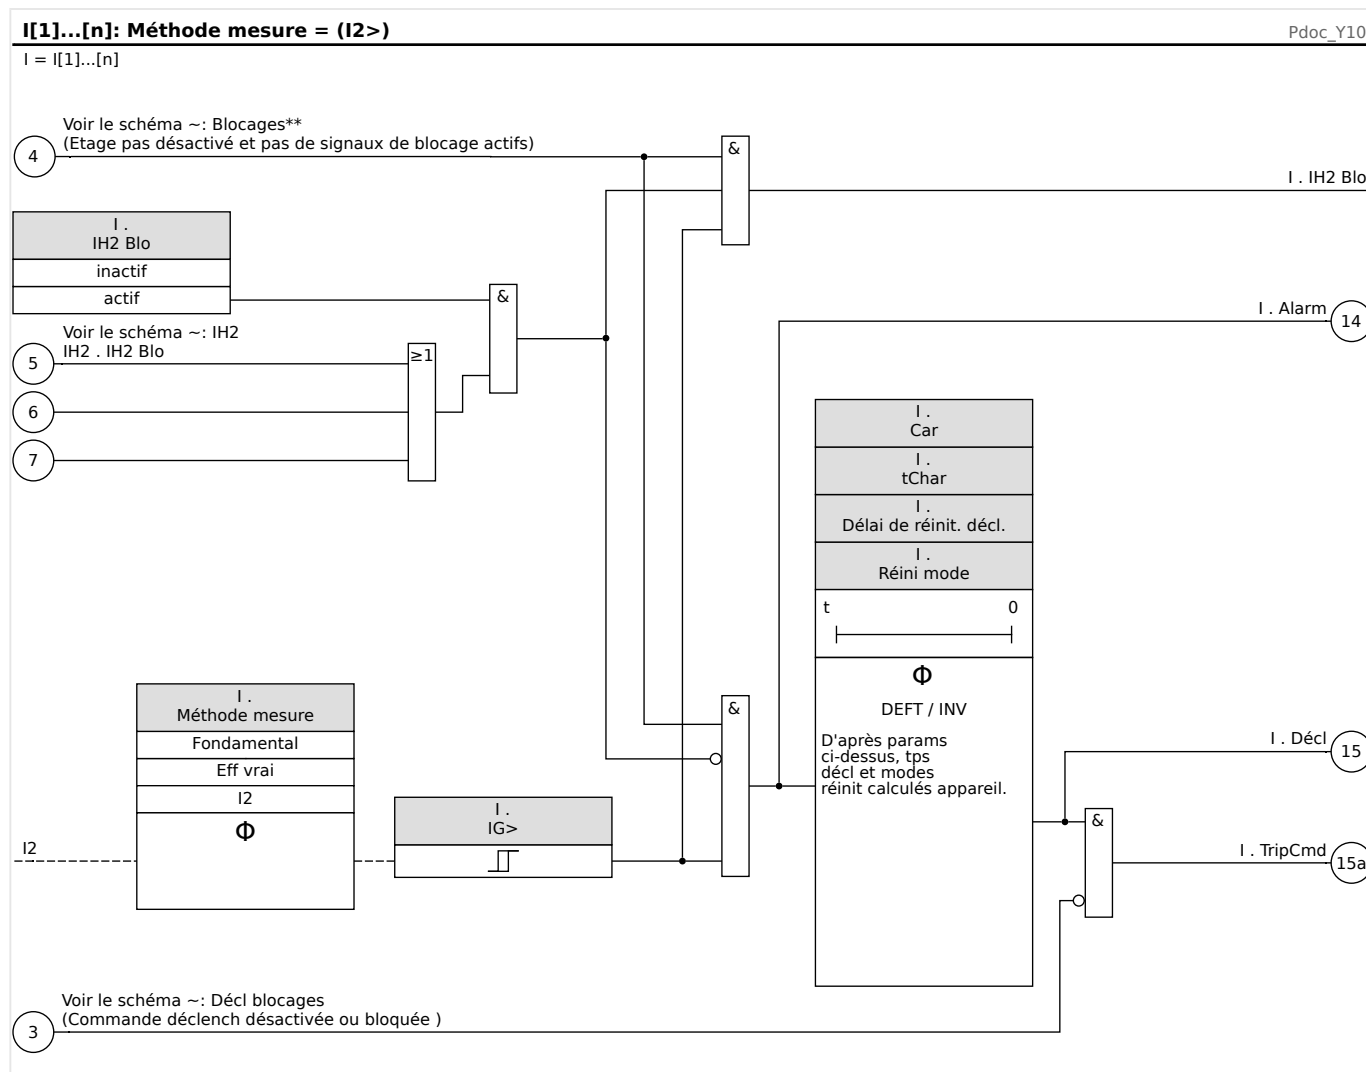 I[1]...[n]: Méthode mesure = (I2>)
Pdoc_Y10
I = I[1]...[n]
Voir le schéma ~: Blocages**
(Etage pas désactivé et pas de signaux de blocage actifs)
4
&
I . IH2 Blo
I .
IH2 Blo
inactif
actif
&
I . Alarm
14
Voir le schéma ~: IH2
IH2 . IH2 Blo
5
≥1
6
7
I .
Car
I .
tChar
I .
Délai de réinit. décl.
I .
Réini mode
t
0
Φ
DEFT / INV
D'après params
ci-dessus, tps
décl et modes
réinit calculés appareil.
I .
Méthode mesure
Fondamental
Eff vrai
I2
Φ
I2
I .
IG>
&
I . Décl
15
&
I . TripCmd
15a
Voir le schéma ~: Décl blocages
(Commande déclench désactivée ou bloquée )
3